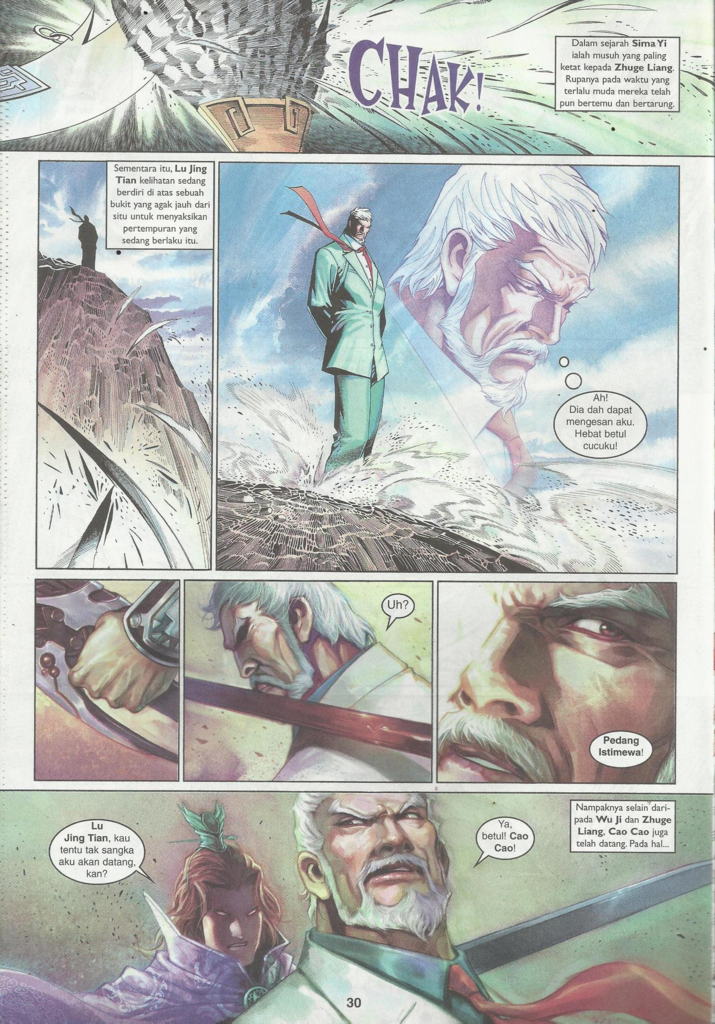 CHAK!
Dalam sejarah Sima Yi
ialah musuh yang paling
ketat kepada Zhuge Liang.
Rupanya pada waktu yang
terlalu muda mereka telah
pun bertemu dan bertarung.
Sementara itu, Lu Jing
Tian kelihatan sedang
berdiri di atas sebuah
bukit yang agak jauh dari
situ untuk menyaksikan
pertempuran yang
sedang berlaku itu.
Ah!
Dia dah dapat
mengesan aku.
Hebat betul
cucuku!
Uh?
Pedang
Istimewa!
Lu
Jing Tian, kau
tentu tak sangka
aku akan datang,
kan?
Ya,
betul! Cao
Cao!
Nampaknya selain dari-
pada Wu Ji dan Zhuge
Liang, Cao Cao juga
telah datang. Pada hal...
30